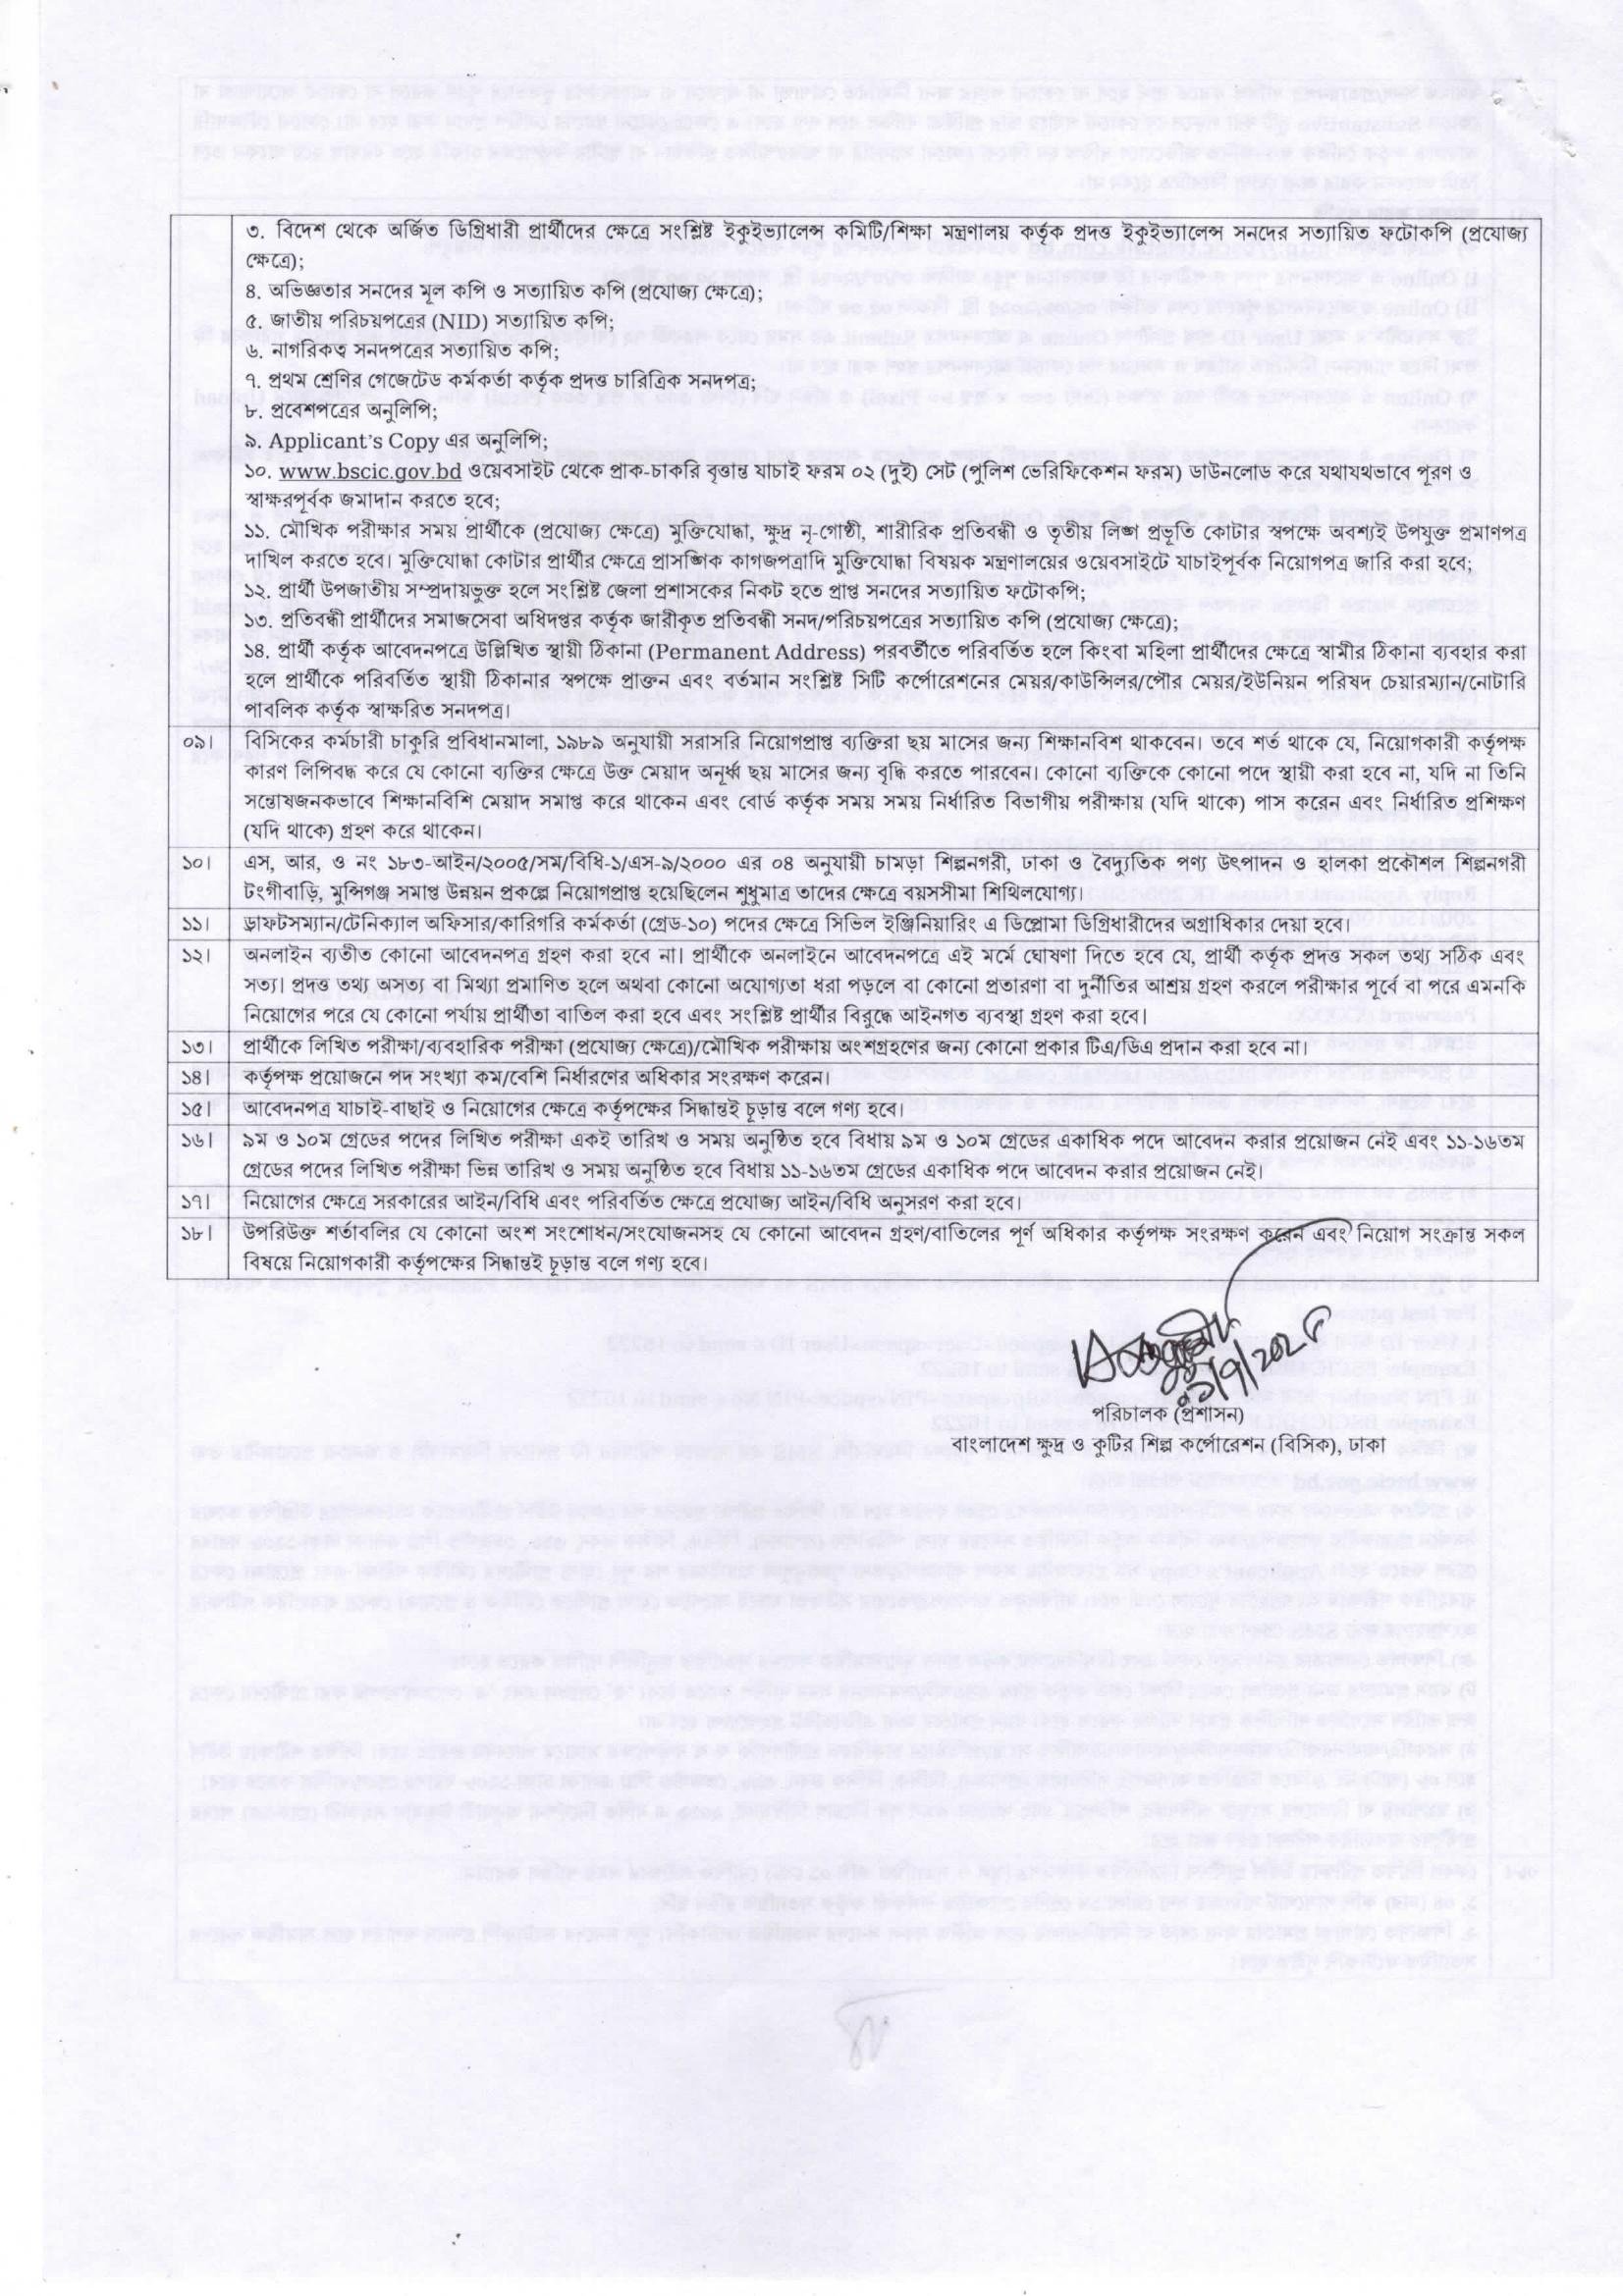 ৩. বিদেশ থেকে অর্জিত ডিগ্রিধারী প্রার্থীদের ক্ষেত্রে সংশ্লিষ্ট ইকুইভ্যালেন্স কমিটি/শিক্ষা মন্ত্রণালয় কর্তৃক প্রদত্ত ইকুইভ্যালেন্স সনদের সত্যায়িত ফটোকপি (প্রযোজ্য
ক্ষেত্রে);
৪. অভিজ্ঞতার সনদের মূল কপি ও সত্যায়িত কপি (প্রযোজ্য ক্ষেত্রে);
৫. জাতীয় পরিচয়পত্রের (NID) সত্যায়িত কপি;
৬. নাগরিকত্ব সনদপত্রের সত্যায়িত কপি;
৭. প্রথম শ্রেণির গেজেটেড কর্মকর্তা কর্তৃক প্রদত্ত চারিত্রিক সনদপত্র;
৮. প্রবেশপত্রের অনুলিপি;
৯. Applicant's Copy এর অনুলিপি;
১০. www.bscic.gov.bd ওয়েবসাইট থেকে প্রাক-চাকরি বৃত্তান্ত যাচাই ফরম ০২ (দুই) সেট (পুলিশ ভেরিফিকেশন ফরম) ডাউনলোড করে যথাযথভাবে পূরণ ও
স্বাক্ষরপূর্বক জমাদান করতে হবে;
১১. মৌখিক পরীক্ষার সময় প্রার্থীকে (প্রযোজ্য ক্ষেত্রে) মুক্তিযোদ্ধা, ক্ষুদ্র নৃ-গোষ্ঠী, শারীরিক প্রতিবন্ধী ও তৃতীয় লিঙ্গ প্রভৃতি কোটার স্বপক্ষে অবশ্যই উপযুক্ত প্রমাণপত্র
দাখিল করতে হবে। মুক্তিযোদ্ধা কোটার প্রার্থীর ক্ষেত্রে প্রাসঙ্গিক কাগজপত্রাদি মুক্তিযোদ্ধা বিষয়ক মন্ত্রণালয়ের ওয়েবসাইটে যাচাইপূর্বক নিয়োগপত্র জারি করা হবে;
১২. প্রার্থী উপজাতীয় সম্প্রদায়ভুক্ত হলে সংশ্লিষ্ট জেলা প্রশাসকের নিকট হতে প্রাপ্ত সনদের সত্যায়িত ফটোকপি;
১৩. প্রতিবন্ধী প্রার্থীদের সমাজসেবা অধিদপ্তর কর্তৃক জারীকৃত প্রতিবন্ধী সনদ/পরিচয়পত্রের সত্যায়িত কপি (প্রযোজ্য ক্ষেত্রে);
১৪. প্রার্থী কর্তৃক আবেদনপত্রে উল্লিখিত স্থায়ী ঠিকানা (Permanent Address) পরবর্তীতে পরিবর্তিত হলে কিংবা মহিলা প্রার্থীদের ক্ষেত্রে স্বামীর ঠিকানা ব্যবহার করা
হলে প্রার্থীকে পরিবর্তিত স্থায়ী ঠিকানার স্বপক্ষে প্রাক্তন এবং বর্তমান সংশ্লিষ্ট সিটি কর্পোরেশনের মেয়র/কাউন্সিলর/পৌর মেয়র/ইউনিয়ন পরিষদ চেয়ারম্যান/নোটারি
পাবলিক কর্তৃক স্বাক্ষরিত সনদপত্র।
০৯। বিসিকের কর্মচারী চাকুরি প্রবিধানমালা, ১৯৮৯ অনুযায়ী সরাসরি নিয়োগপ্রাপ্ত ব্যক্তিরা ছয় মাসের জন্য শিক্ষানবিশ থাকবেন। তবে শর্ত থাকে যে, নিয়োগকারী কর্তৃপক্ষ
কারণ লিপিবদ্ধ করে যে কোনো ব্যক্তির ক্ষেত্রে উক্ত মেয়াদ অনূর্ধ্ব ছয় মাসের জন্য বৃদ্ধি করতে পারবেন। কোনো ব্যক্তিকে কোনো পদে স্থায়ী করা হবে না, যদি না তিনি
সন্তোষজনকভাবে শিক্ষানবিশি মেয়াদ সমাপ্ত করে থাকেন এবং বোর্ড কর্তৃক সময় সময় নির্ধারিত বিভাগীয় পরীক্ষায় (যদি থাকে) পাস করেন এবং নির্ধারিত প্রশিক্ষণ
(যদি থাকে) গ্রহণ করে থাকেন।
১০। এস, আর, ও নং ১৮৩-আইন/২০০৫/সম/বিধি-১/এস-৯/২০০০ এর ০৪ অনুযায়ী চামড়া শিল্পনগরী, ঢাকা ও বৈদ্যুতিক পণ্য উৎপাদন ও হালকা প্রকৌশল শিল্পনগরী
টংগীবাড়ি, মুন্সিগঞ্জ সমাপ্ত উন্নয়ন প্রকল্পে নিয়োগপ্রাপ্ত হয়েছিলেন শুধুমাত্র তাদের ক্ষেত্রে বয়সসীমা শিথিলযোগ্য।
১১। ড্রাফটসম্যান/টেকনিক্যাল অফিসার/কারিগরি কর্মকর্তা (গ্রেড-১০) পদের ক্ষেত্রে সিভিল ইঞ্জিনিয়ারিং এ ডিপ্লোমা ডিগ্রিধারীদের অগ্রাধিকার দেয়া হবে।
১২। অনলাইন ব্যতীত কোনো আবেদনপত্র গ্রহণ করা হবে না। প্রার্থীকে অনলাইনে আবেদনপত্রে এই মর্মে ঘোষণা দিতে হবে যে, প্রার্থী কর্তৃক প্রদত্ত সকল তথ্য সঠিক এবং
সত্য। প্রদত্ত তথ্য অসত্য বা মিথ্যা প্রমাণিত হলে অথবা কোনো অযোগ্যতা ধরা পড়লে বা কোনো প্রতারণা বা দুর্নীতির আশ্রয় গ্রহণ করলে পরীক্ষার পূর্বে বা পরে এমনকি
নিয়োগের পরে যে কোনো পর্যায় প্রার্থীতা বাতিল করা হবে এবং সংশ্লিষ্ট প্রার্থীর বিরুদ্ধে আইনগত ব্যবস্থা গ্রহণ করা হবে।
১৩। প্রার্থীকে লিখিত পরীক্ষা/ব্যবহারিক পরীক্ষা (প্রযোজ্য ক্ষেত্রে)/মৌখিক পরীক্ষায় অংশগ্রহণের জন্য কোনো প্রকার টিএ/ডিএ প্রদান করা হবে না।
১৪। কর্তৃপক্ষ প্রয়োজনে পদ সংখ্যা কম/বেশি নির্ধারণের অধিকার সংরক্ষণ করেন।
১৫। আবেদনপত্র যাচাই-বাছাই ও নিয়োগের ক্ষেত্রে কর্তৃপক্ষের সিদ্ধান্তই চূড়ান্ত বলে গণ্য হবে।
১৬। ৯ম ও ১০ম গ্রেডের পদের লিখিত পরীক্ষা একই তারিখ ও সময় অনুষ্ঠিত হবে বিধায় ৯ম ও ১০ম গ্রেডের একাধিক পদে আবেদন করার প্রয়োজন নেই এবং ১১-১৬তম
গ্রেডের পদের লিখিত পরীক্ষা ভিন্ন তারিখ ও সময় অনুষ্ঠিত হবে বিধায় ১১-১৬তম গ্রেডের একাধিক পদে আবেদন করার প্রয়োজন নেই।
১৭। নিয়োগের ক্ষেত্রে সরকারের আইন/বিধি এবং পরিবর্তিত ক্ষেত্রে প্রযোজ্য আইন/বিধি অনুসরণ করা হবে।
১৮। উপরিউক্ত শর্তাবলির যে কোনো অংশ সংশোধন/সংযোজনসহ যে কোনো আবেদন গ্রহণ/বাতিলের পূর্ণ অধিকার কর্তৃপক্ষ সংরক্ষণ করেন এবং নিয়োগ সংক্রান্ত সকল
বিষয়ে নিয়োগকারী কর্তৃপক্ষের সিদ্ধান্তই চূড়ান্ত বলে গণ্য হবে।
পরিচালক (প্রশাসন)
বাংলাদেশ ক্ষুদ্র ও কুটির শিল্প কর্পোরেশন (বিসিক), ঢাকা